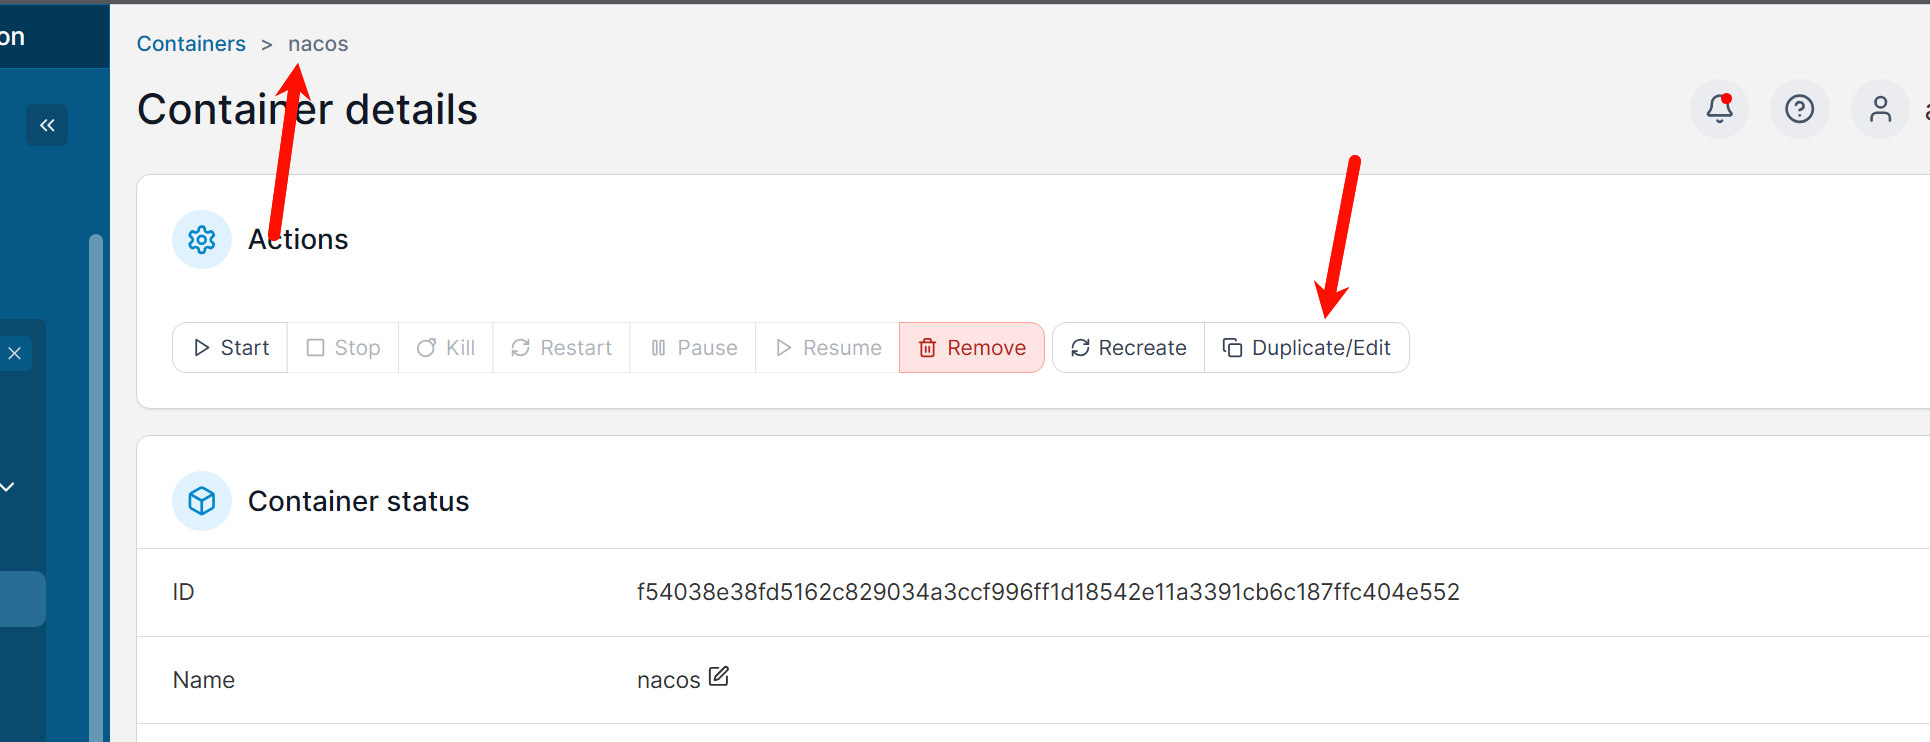 on
Containers > nacos
Container details
Actions
Start Stop Kill Restart Pause Resume Remove Recreate Duplicate/Edit
Container status
ID f54038e38fd5162c829034a3ccf996ff1d18542e11a3391cb6c187ffc404e552
Name nacos